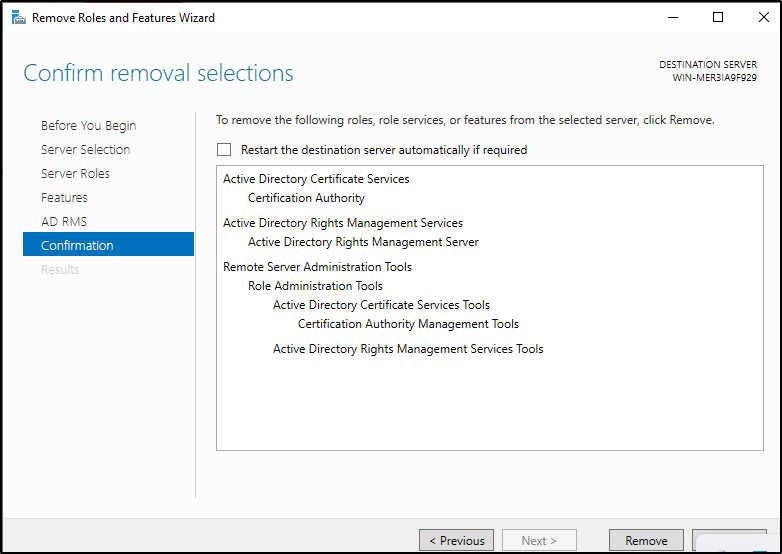 Remove Roles and Features Wizard
Confirm removal selections
DESTINATION SERVER
WIN-MER3IA9F929
Before You Begin
Server Selection
Server Roles
Features
AD RMS
Confirmation
Results
To remove the following roles, role services, or features from the selected server, click Remove.
Restart the destination server automatically if required
Active Directory Certificate Services
Certification Authority
Active Directory Rights Management Services
Active Directory Rights Management Server
Remote Server Administration Tools
Role Administration Tools
Active Directory Certificate Services Tools
Certification Authority Management Tools
Active Directory Rights Management Services Tools
< Previous
Next >
Remove